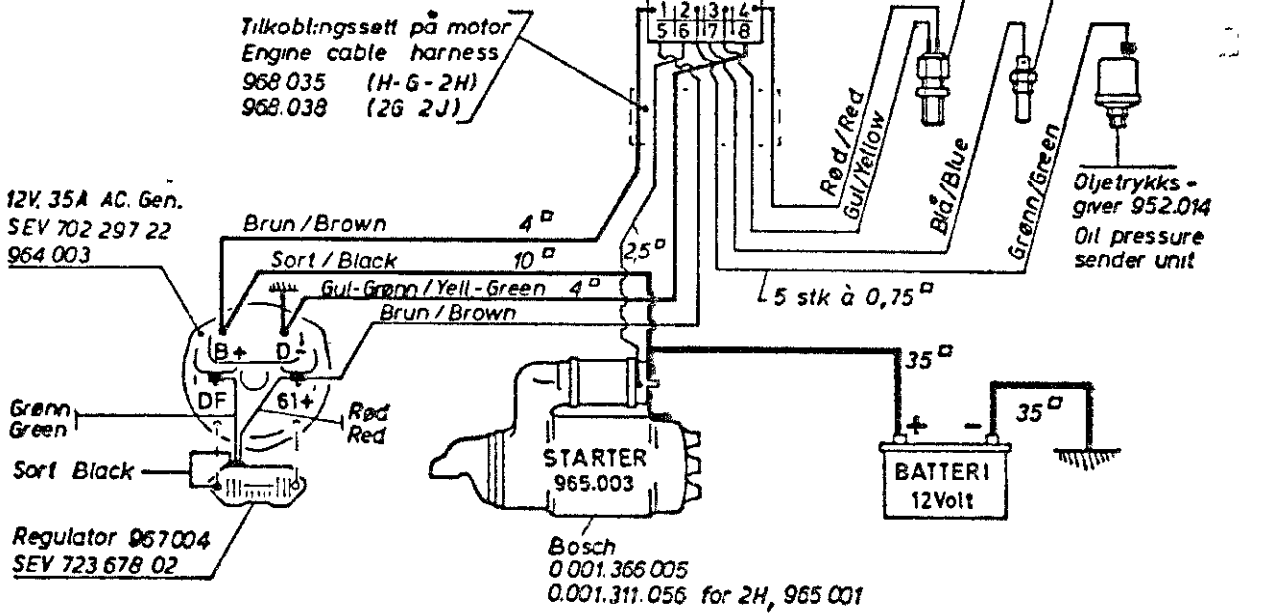 Tilkoblingssett på motor
Engine cable harness
968 035 (H-G-2H)
968.038 (2G 2J)
1 2 3 4
5 6 7 8
Rød/Red
Gul/Yellow
Blå/Blue
Grønn/Green
Oljetrykks-
giver 952.014
Oil pressure
sender unit
12V. 35A AC. Gen.
SEV 702 297 22
964 003
Brun/Brown 4
Sort/Black 10
2,5
Gul-Grønn/Yell-Green 4
Brun/Brown
5 stk à 0,75
B+ D-
DF 61+
Grønn
Green
Rød
Red
Sort Black
Regulator 967004
SEV 723 678 02
STARTER
965.003
Bosch
0 001.366 005
0.001.311.056 for 2H, 965 001
35
+ -
35
BATTERI
12Volt